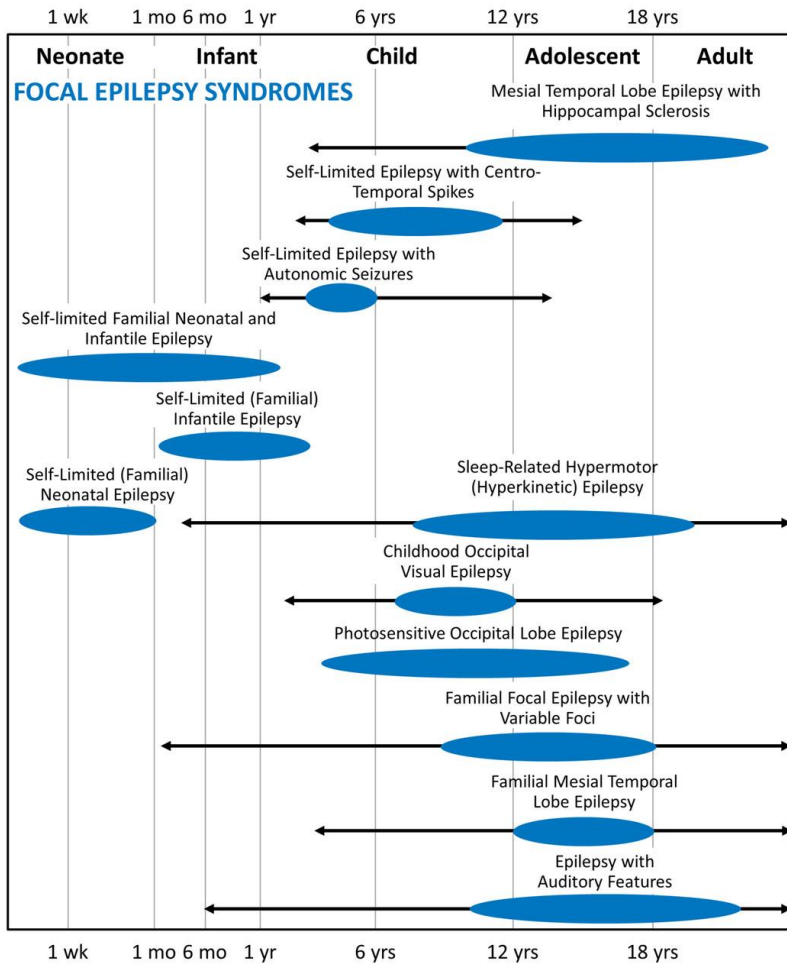 1 wk 1 mo 6 mo 1 yr 6 yrs 12 yrs 18 yrs
Neonate Infant Child Adolescent Adult
FOCAL EPILEPSY SYNDROMES
Mesial Temporal Lobe Epilepsy with
Hippocampal Sclerosis
Self-Limited Epilepsy with Centro-
Temporal Spikes
Self-Limited Epilepsy with
Autonomic Seizures
Self-limited Familial Neonatal and
Infantile Epilepsy
Self-Limited (Familial)
Infantile Epilepsy
Self-Limited (Familial)
Neonatal Epilepsy
Sleep-Related Hypermotor
(Hyperkinetic) Epilepsy
Childhood Occipital
Visual Epilepsy
Photosensitive Occipital Lobe Epilepsy
Familial Focal Epilepsy with
Variable Foci
Familial Mesial Temporal
Lobe Epilepsy
Epilepsy with
Auditory Features
1 wk 1 mo 6 mo 1 yr 6 yrs 12 yrs 18 yrs